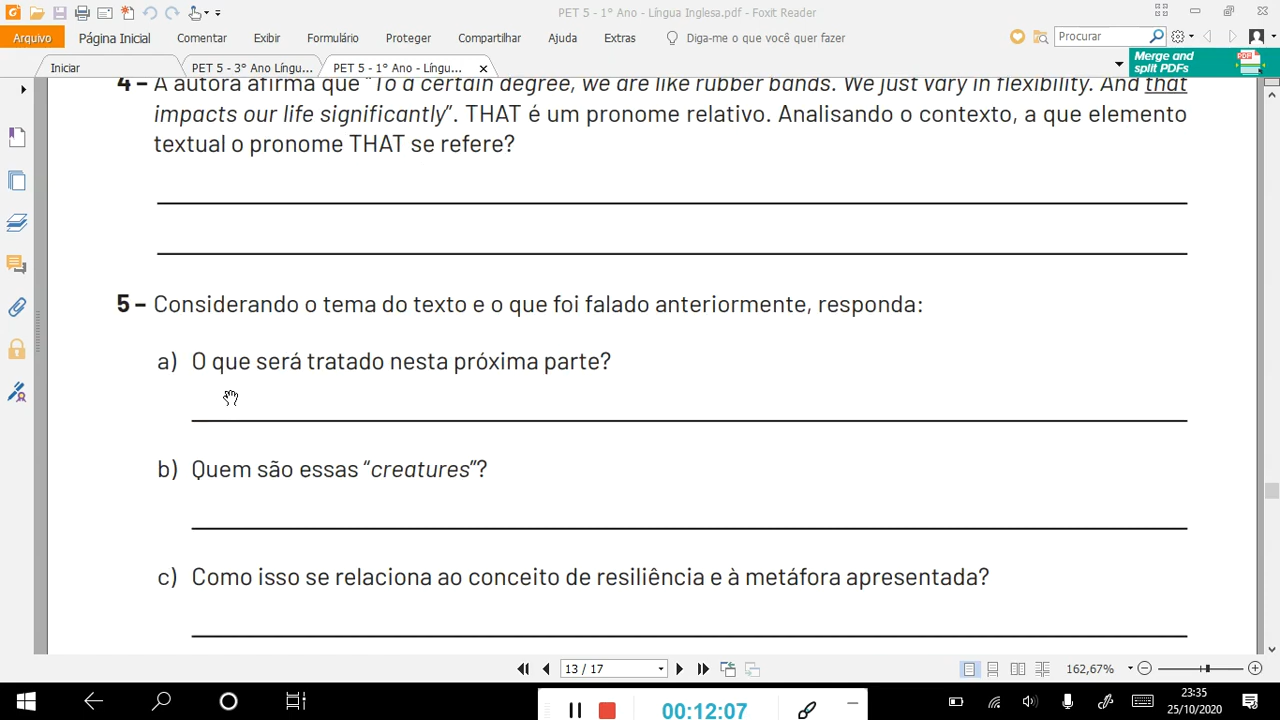 PET 5 - 1° Ano - Língua Inglesa.pdf - Foxit Reader
Arquivo Página Inicial Comentar Exibir Formulário Proteger Compartilhar Ajuda Extras Diga-me o que você quer fazer Procurar
Iniciar PET 5 - 3° Ano - Língu... PET 5 - 1° Ano - Língu... Merge and
split PDFs
4 – A autora afirma que "To a certain degree, we are like rubber bands. We just vary in flexibility. And that
impacts our life significantly". THAT é um pronome relativo. Analisando o contexto, a que elemento
textual o pronome THAT se refere?
5 – Considerando o tema do texto e o que foi falado anteriormente, responda:
a) O que será tratado nesta próxima parte?
b) Quem são essas “creatures”?
c) Como isso se relaciona ao conceito de resiliência e à metáfora apresentada?
13 / 17 162,67%
00:12:07
23:35
25/10/2020